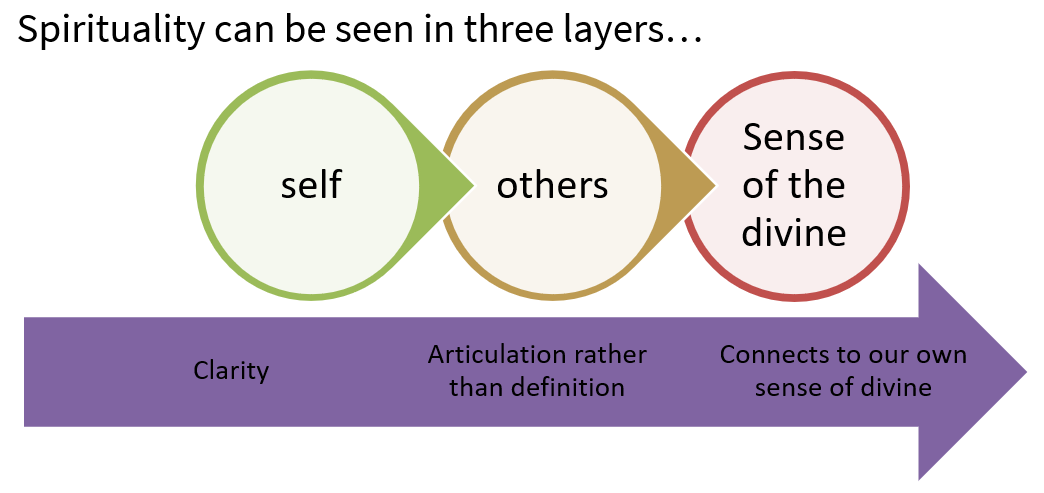 Spirituality can be seen in three layers...
self
others
Sense
of the
divine
Clarity
Articulation rather
than definition
Connects to our own
sense of divine